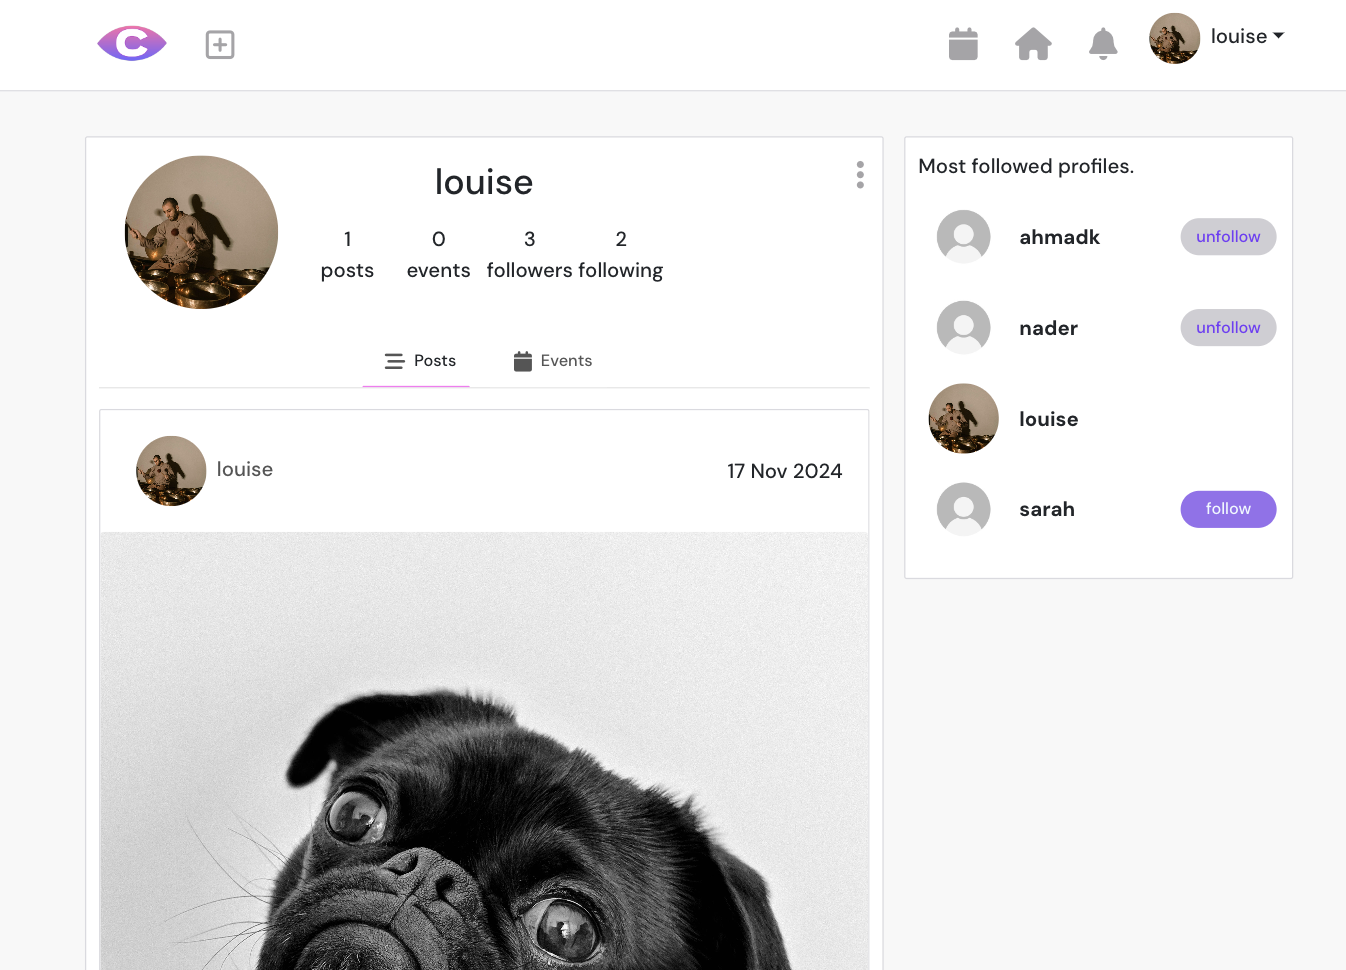 C
louise
louise
1 0 3 2
posts events followers following
Posts Events
louise 17 Nov 2024
Most followed profiles.
ahmadk unfollow
nader unfollow
louise
sarah follow